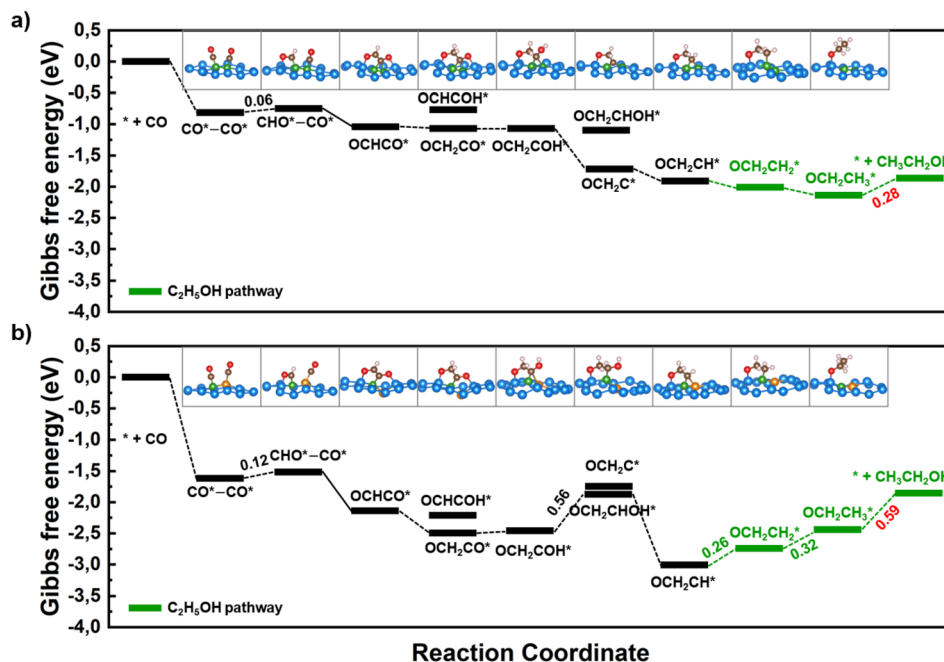 a)
Gibbs free energy (eV)
0,5
0,0
-0,5
-1,0
-1,5
-2,0
-2,5
-3,0
-3,5
-4,0
* + CO
CO*–CO*
0.06
CHO*–CO*
OCHCO*
OCHCOH*
OCH₂CO*
OCH₂COH*
OCH₂CHOH*
OCH₂C*
OCH₂CH*
OCH₂CH₂*
OCH₂CH₃*
* + CH₃CH₂OH
0.28
C₂H₅OH pathway
b)
Gibbs free energy (eV)
0,5
0,0
-0,5
-1,0
-1,5
-2,0
-2,5
-3,0
-3,5
-4,0
* + CO
CO*–CO*
0.12
CHO*–CO*
OCHCO*
OCHCOH*
OCH₂CO*
OCH₂COH*
0.56
OCH₂C*
OCH₂CHOH*
OCH₂CH*
0.26
OCH₂CH₂*
0.32
OCH₂CH₃*
0.59
* + CH₃CH₂OH
C₂H₅OH pathway
Reaction Coordinate